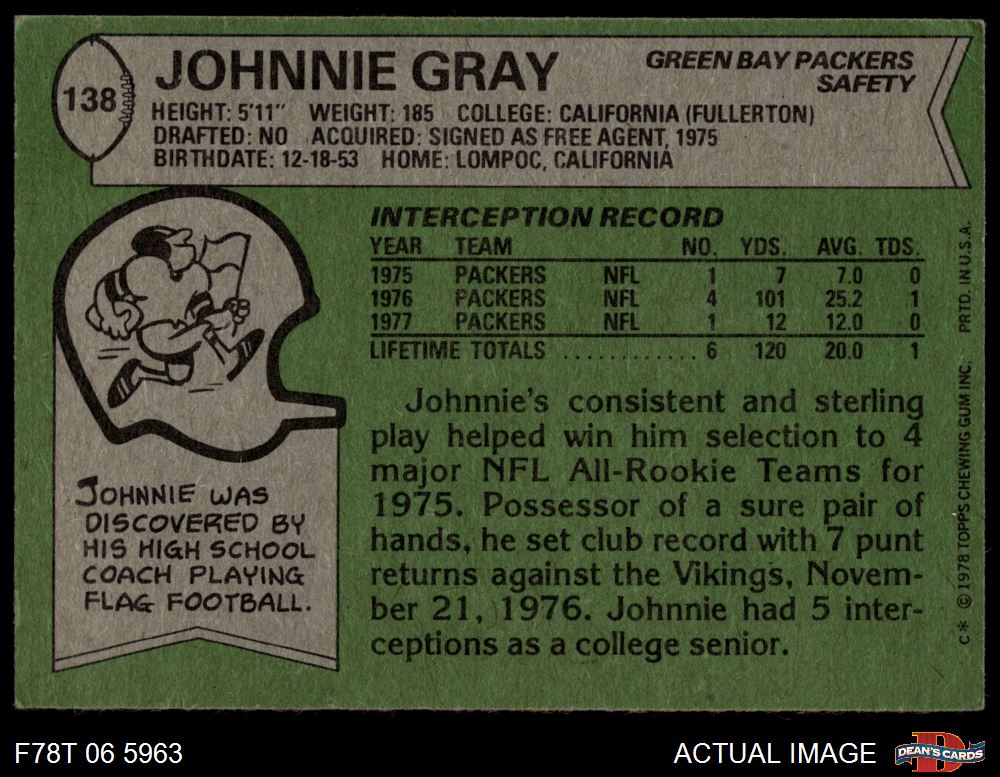 138
JOHNNIE GRAY
GREEN BAY PACKERS
SAFETY
HEIGHT: 5'11" WEIGHT: 185 COLLEGE: CALIFORNIA (FULLERTON)
DRAFTED: NO ACQUIRED: SIGNED AS FREE AGENT, 1975
BIRTHDATE: 12-18-53 HOME: LOMPOC, CALIFORNIA
INTERCEPTION RECORD
YEAR TEAM NO. YDS. AVG. TDS.
1975 PACKERS NFL 1 7 7.0 0
1976 PACKERS NFL 4 101 25.2 1
1977 PACKERS NFL 1 12 12.0 0
LIFETIME TOTALS ............ 6 120 20.0 1
Johnnie's consistent and sterling
play helped win him selection to 4
major NFL All-Rookie Teams for
1975. Possessor of a sure pair of
hands, he set club record with 7 punt
returns against the Vikings, Novem-
ber 21, 1976. Johnnie had 5 inter-
ceptions as a college senior.
JOHNNIE WAS
DISCOVERED BY
HIS HIGH SCHOOL
COACH PLAYING
FLAG FOOTBALL.
C* © 1978 TOPPS CHEWING GUM INC. PRTD. IN U.S.A.
F78T 06 5963
ACTUAL IMAGE
D
DEAN'S CARDS